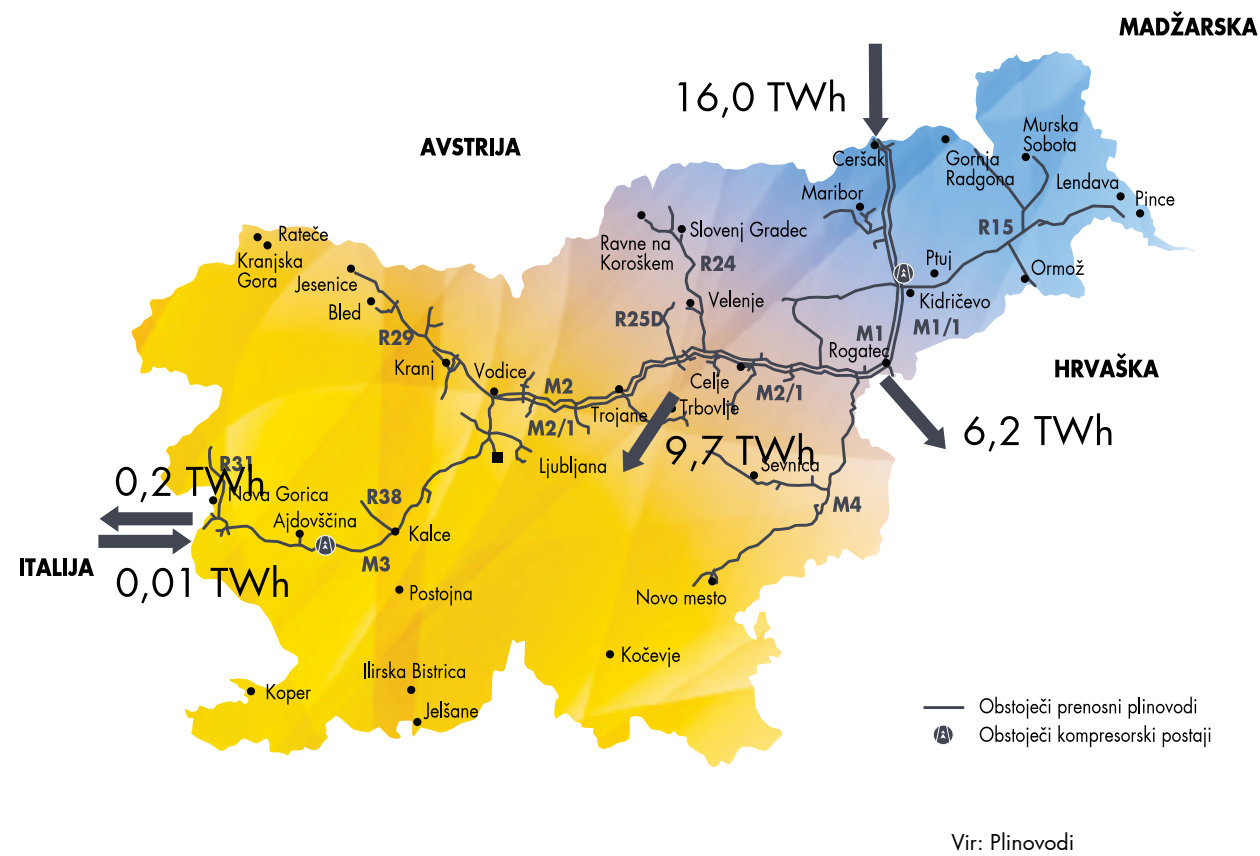 MADŽARSKA
16,0 TWh
AVSTRIJA
Ceršak
Gornja
Radgona
Murska
Sobota
Lendava
Pince
Maribor
R15
Rateče
Kranjska
Gora
Jesenice
Bled
R29
Ravne na
Koroškem
Slovenj Gradec
R24
Velenje
R25D
Ptuj
Ormož
Kidričevo
M1
M1/1
Rogatec
HRVAŠKA
Kranj
Vodice
M2
M2/1
Trojane
Celje
M2/1
Trbovlje
6,2 TWh
9,7 TWh
Ljubljana
Sevnica
M4
R31
0,2 TWh
Nova Gorica
Ajdovščina
R38
Kalce
M3
ITALIJA
0,01 TWh
Postojna
Novo mesto
Kočevje
Ilirska Bistrica
Koper
Jelšane
Obstoječi prenosni plinovodi
Obstoječi kompresorski postaji
Vir: Plinovodi